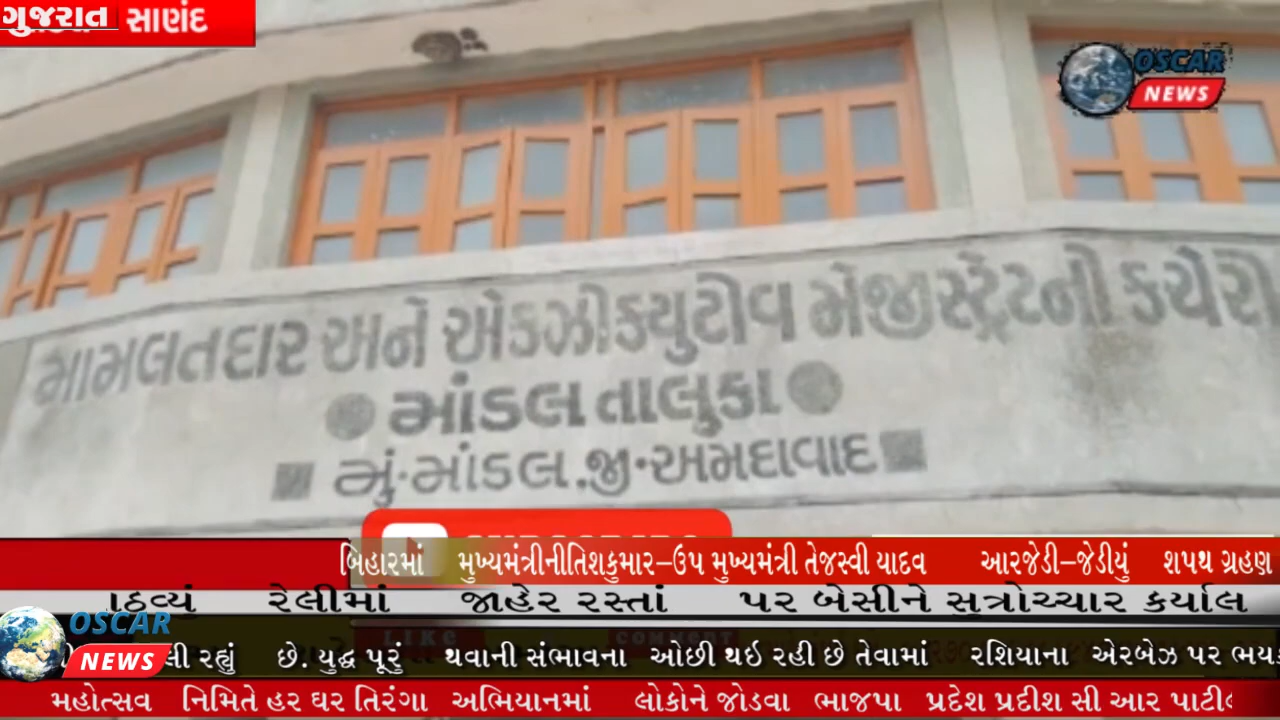 ગુજરાત
સાણંદ
OSCAR
NEWS
મામલતદાર અને એકઝીક્યુટીવ મેજીસ્ટ્રેટની કચેરી
માંડલ તાલુકા
મું.માંડલ.જી.અમદાવાદ
બિહારમાં મુખ્યમંત્રીનીતિશકુમાર–ઉપ મુખ્યમંત્રી તેજસ્વી યાદવ આરજેડી–જેડીયું શપથ ગ્રહણ
રેલીમાં જાહેર રસ્તાં પર બેસીને સુત્રોચ્ચાર કર્યાલ
OSCAR
NEWS
રહ્યું છે. યુદ્ધ પૂરું થવાની સંભાવના ઓછી થઇ રહી છે તેવામાં રશિયાના એરબેઝ પર
મહોત્સવ નિમિતે હર ઘર તિરંગા અભિયાનમાં લોકોને જોડવા ભાજપા પ્રદેશ પ્રદીશ સી આર